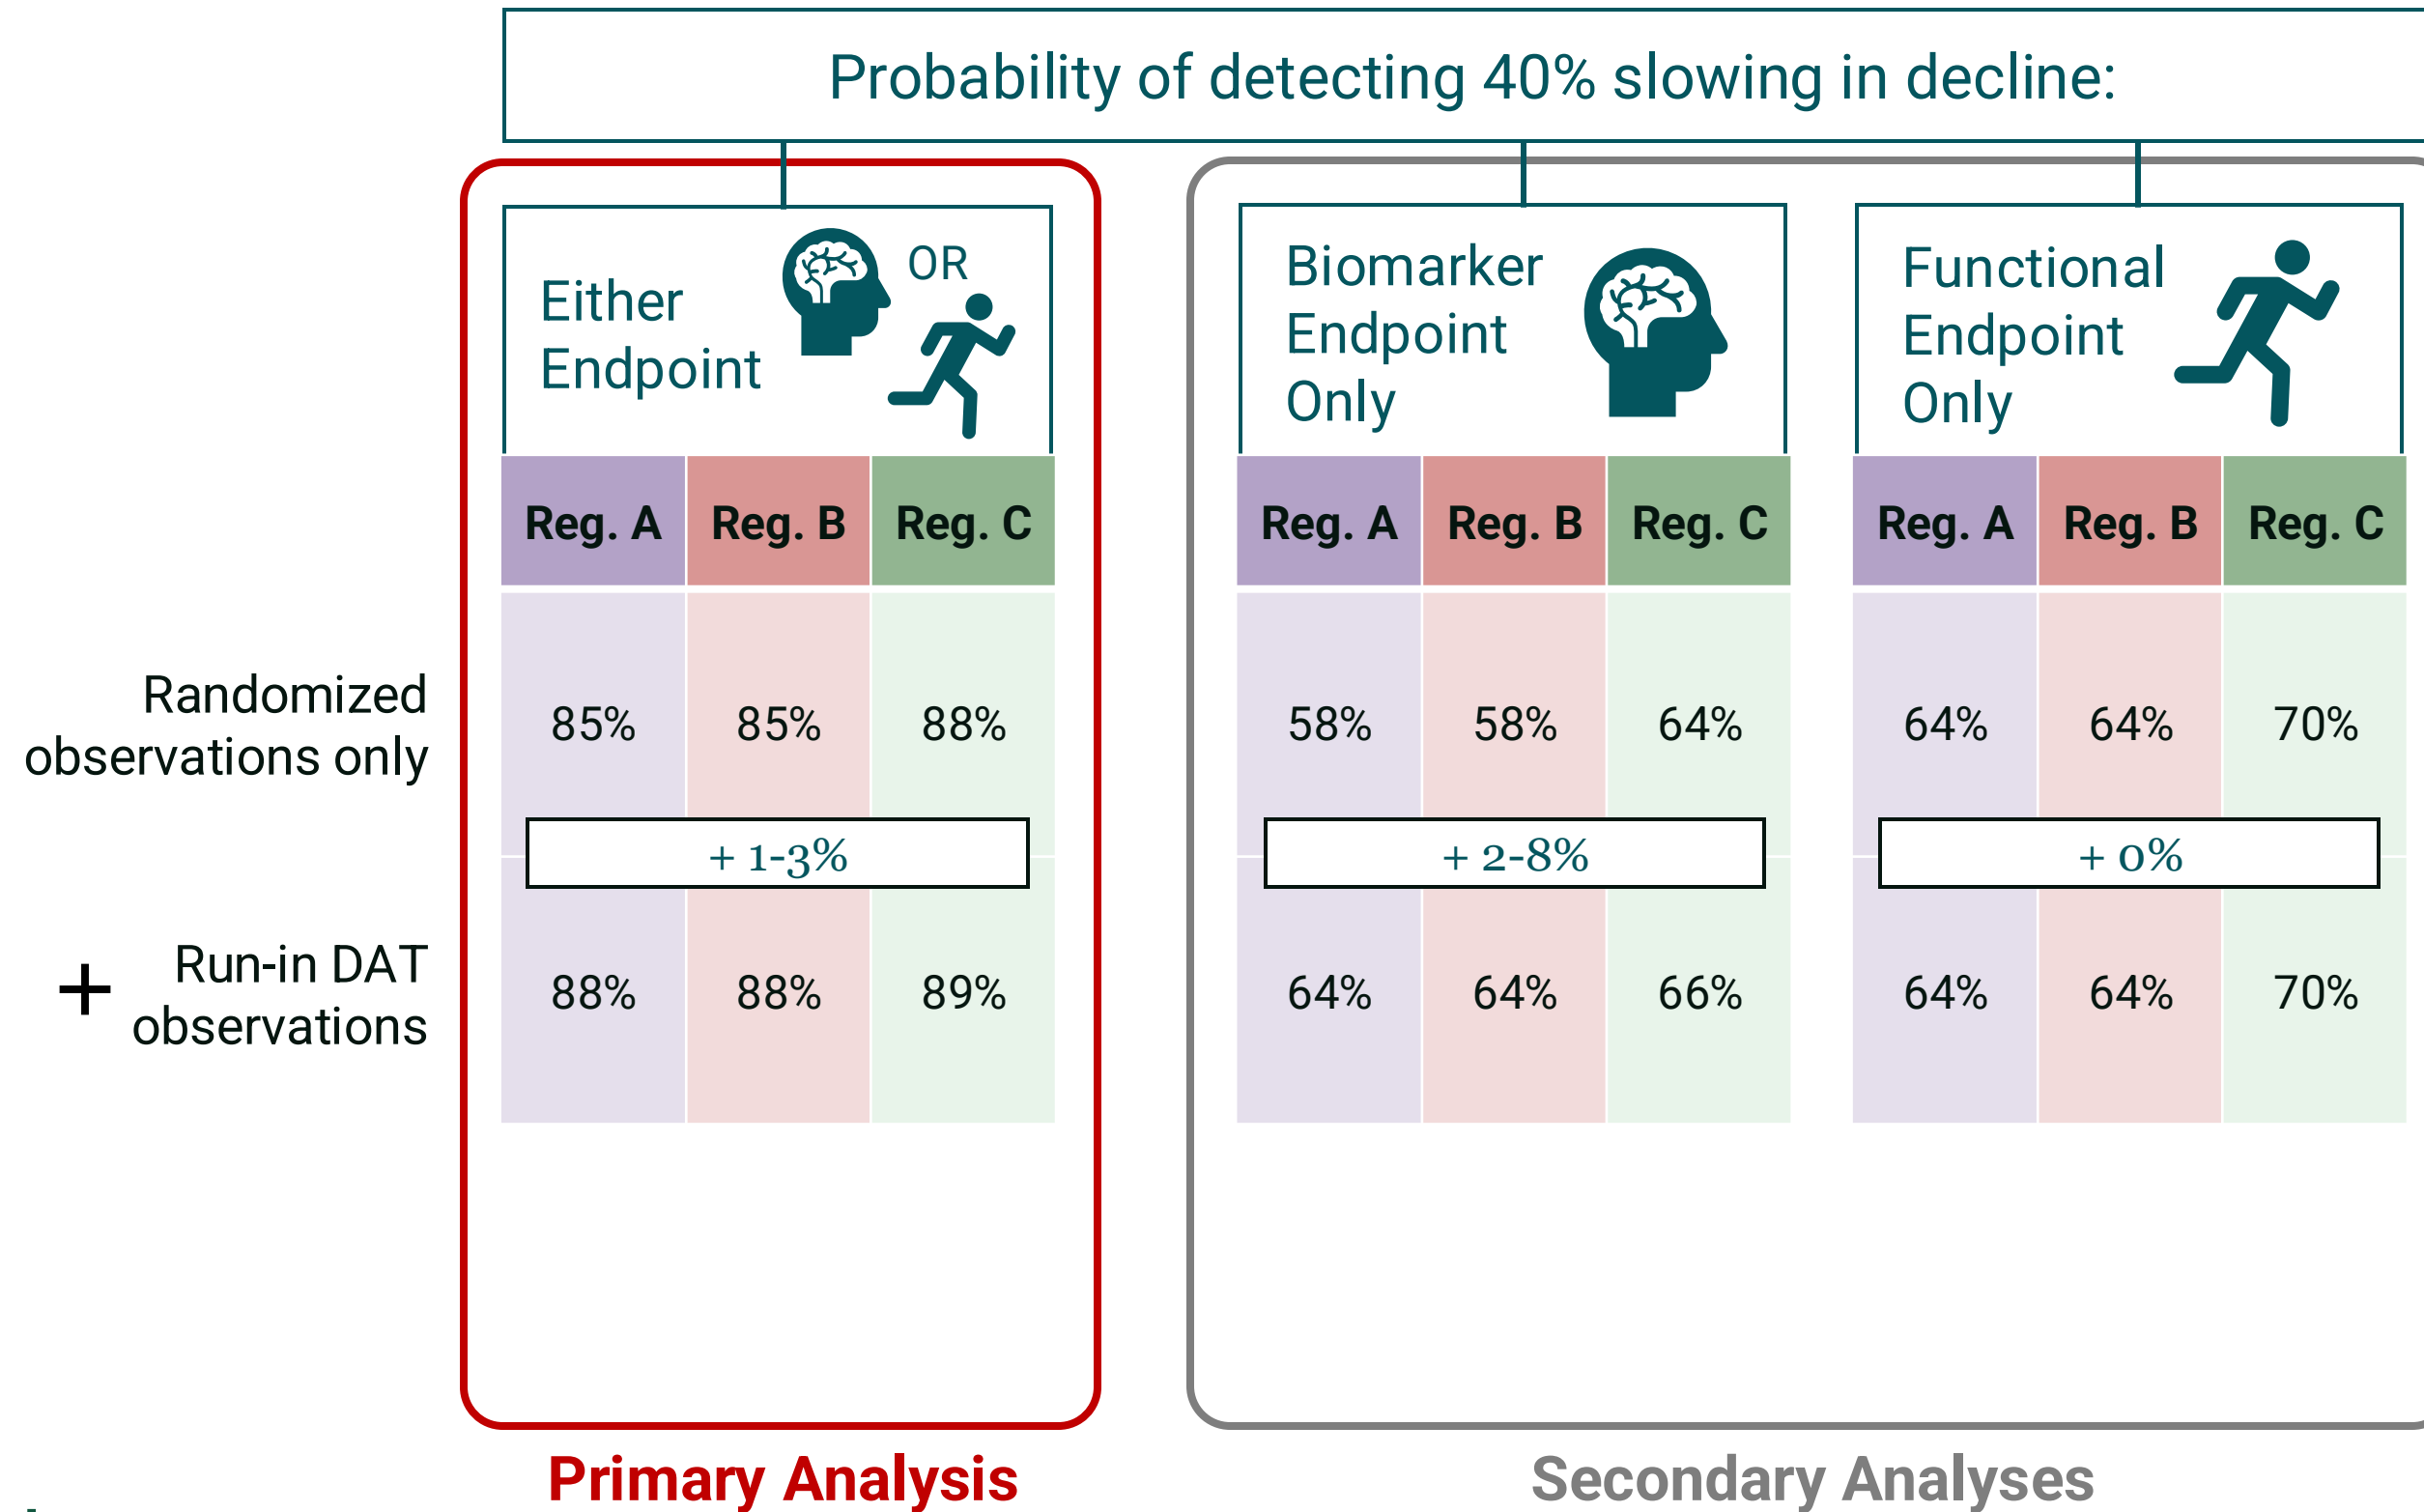 Probability of detecting 40% slowing in decline:
Either
Endpoint
OR
Biomarker
Endpoint
Only
Functional
Endpoint
Only
Reg. A Reg. B Reg. C Reg. A Reg. B Reg. C Reg. A Reg. B Reg. C
Randomized
observations only
85% 85% 88% 58% 58% 64% 64% 64% 70%
+ 1-3% + 2-8% + 0%
+ Run-in DAT
observations
88% 88% 89% 64% 64% 66% 64% 64% 70%
Primary Analysis Secondary Analyses